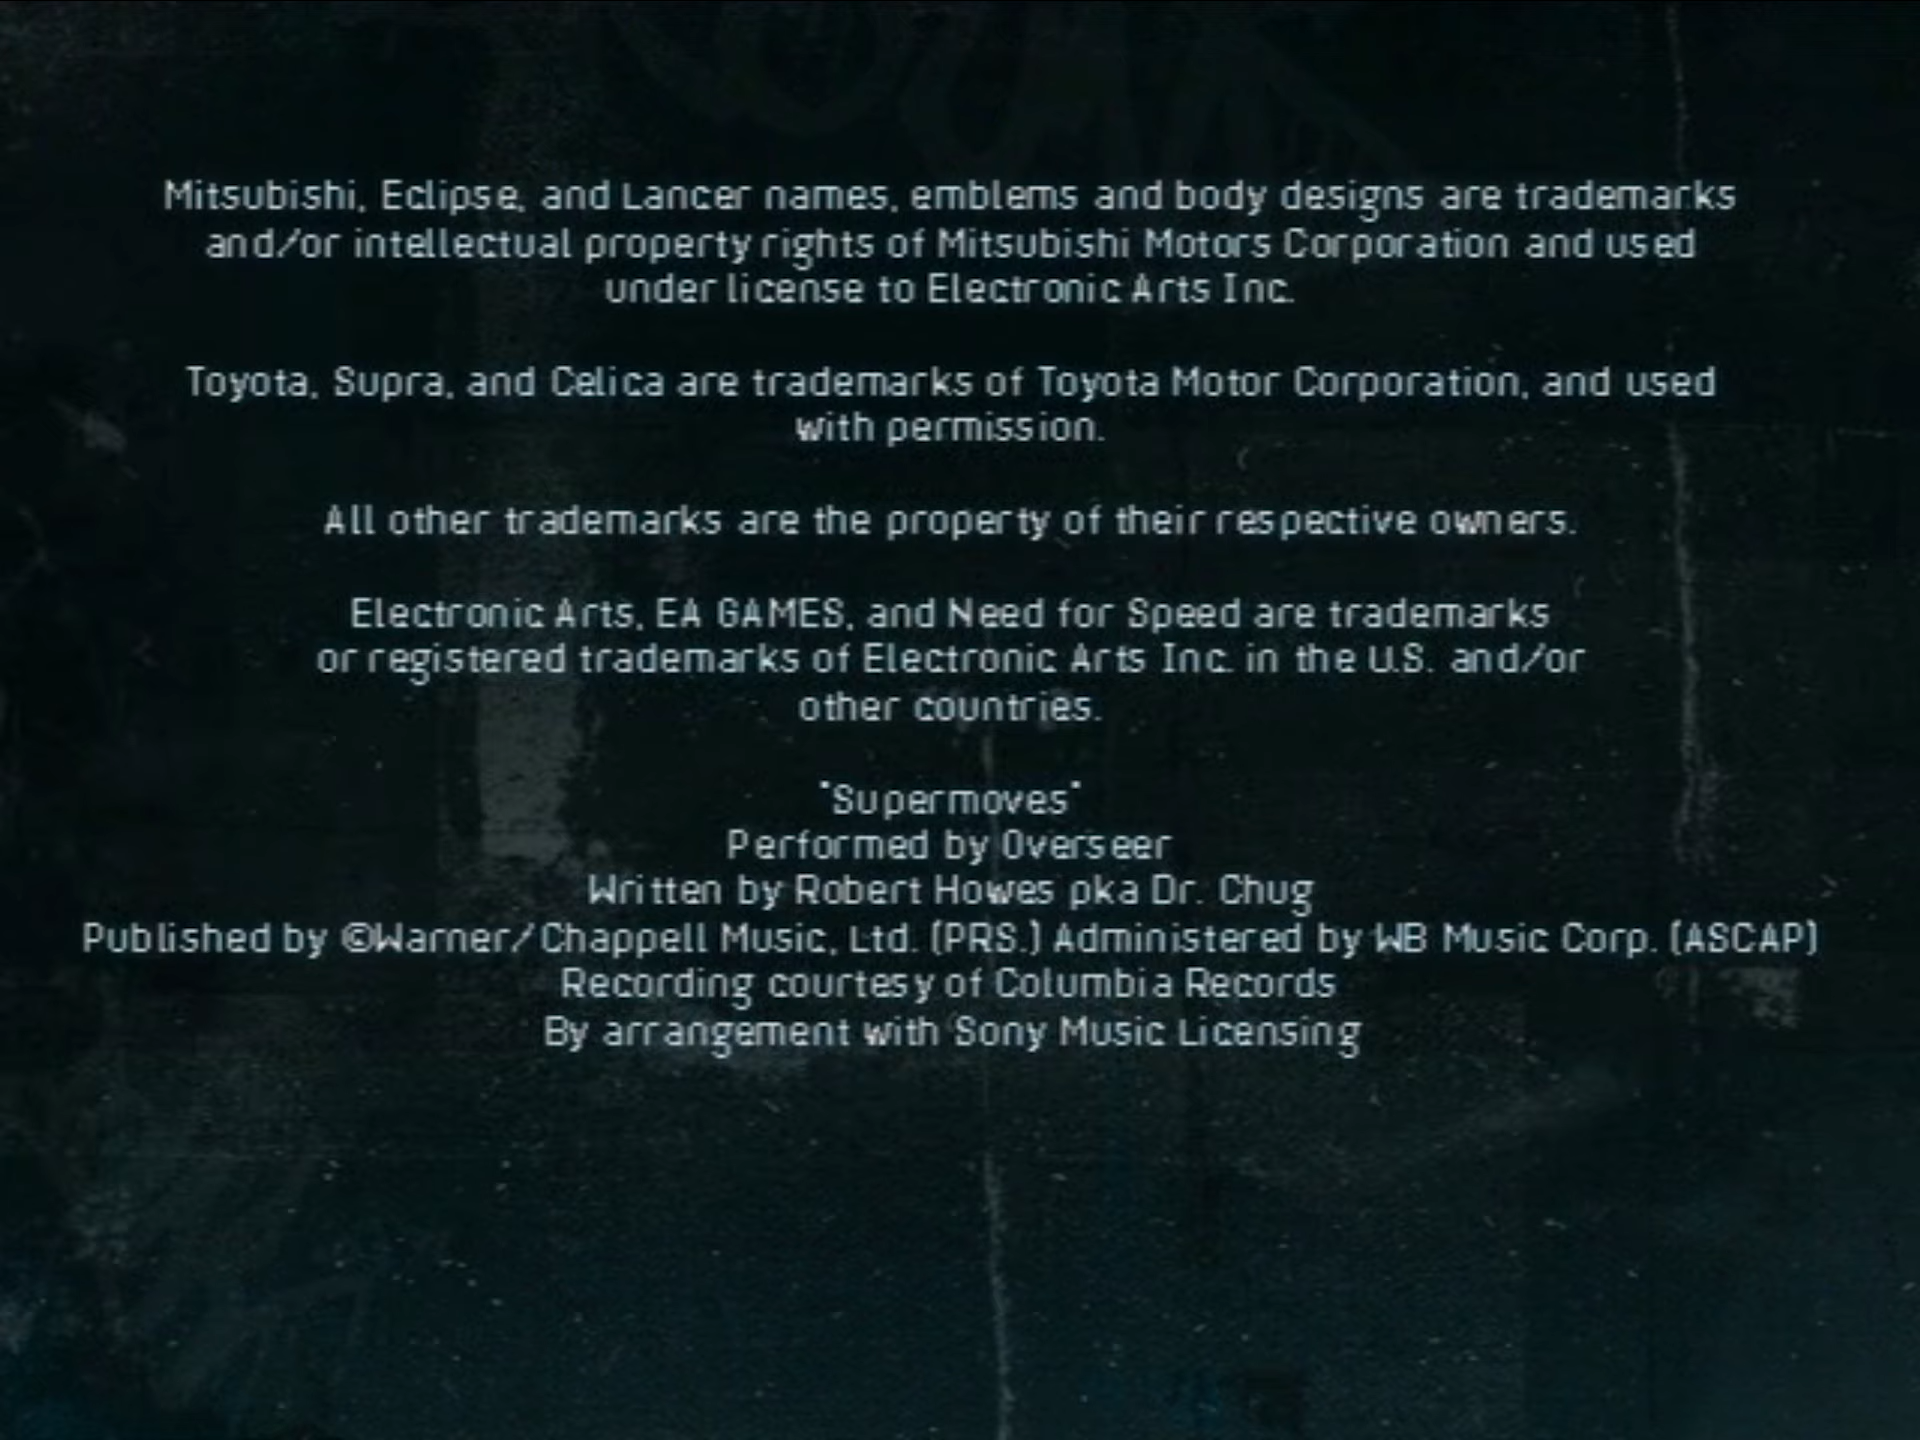 Mitsubishi, Eclipse, and Lancer names, emblems and body designs are trademarks
and/or intellectual property rights of Mitsubishi Motors Corporation and used
under license to Electronic Arts Inc.
Toyota, Supra, and Celica are trademarks of Toyota Motor Corporation, and used
with permission.
All other trademarks are the property of their respective owners.
Electronic Arts, EA GAMES, and Need for Speed are trademarks
or registered trademarks of Electronic Arts Inc. in the U.S. and/or
other countries.
"Supermoves"
Performed by Overseer
Written by Robert Howes pka Dr. Chug
Published by ©Warner/Chappell Music, Ltd. (PRS.) Administered by WB Music Corp. (ASCAP)
Recording courtesy of Columbia Records
By arrangement with Sony Music Licensing